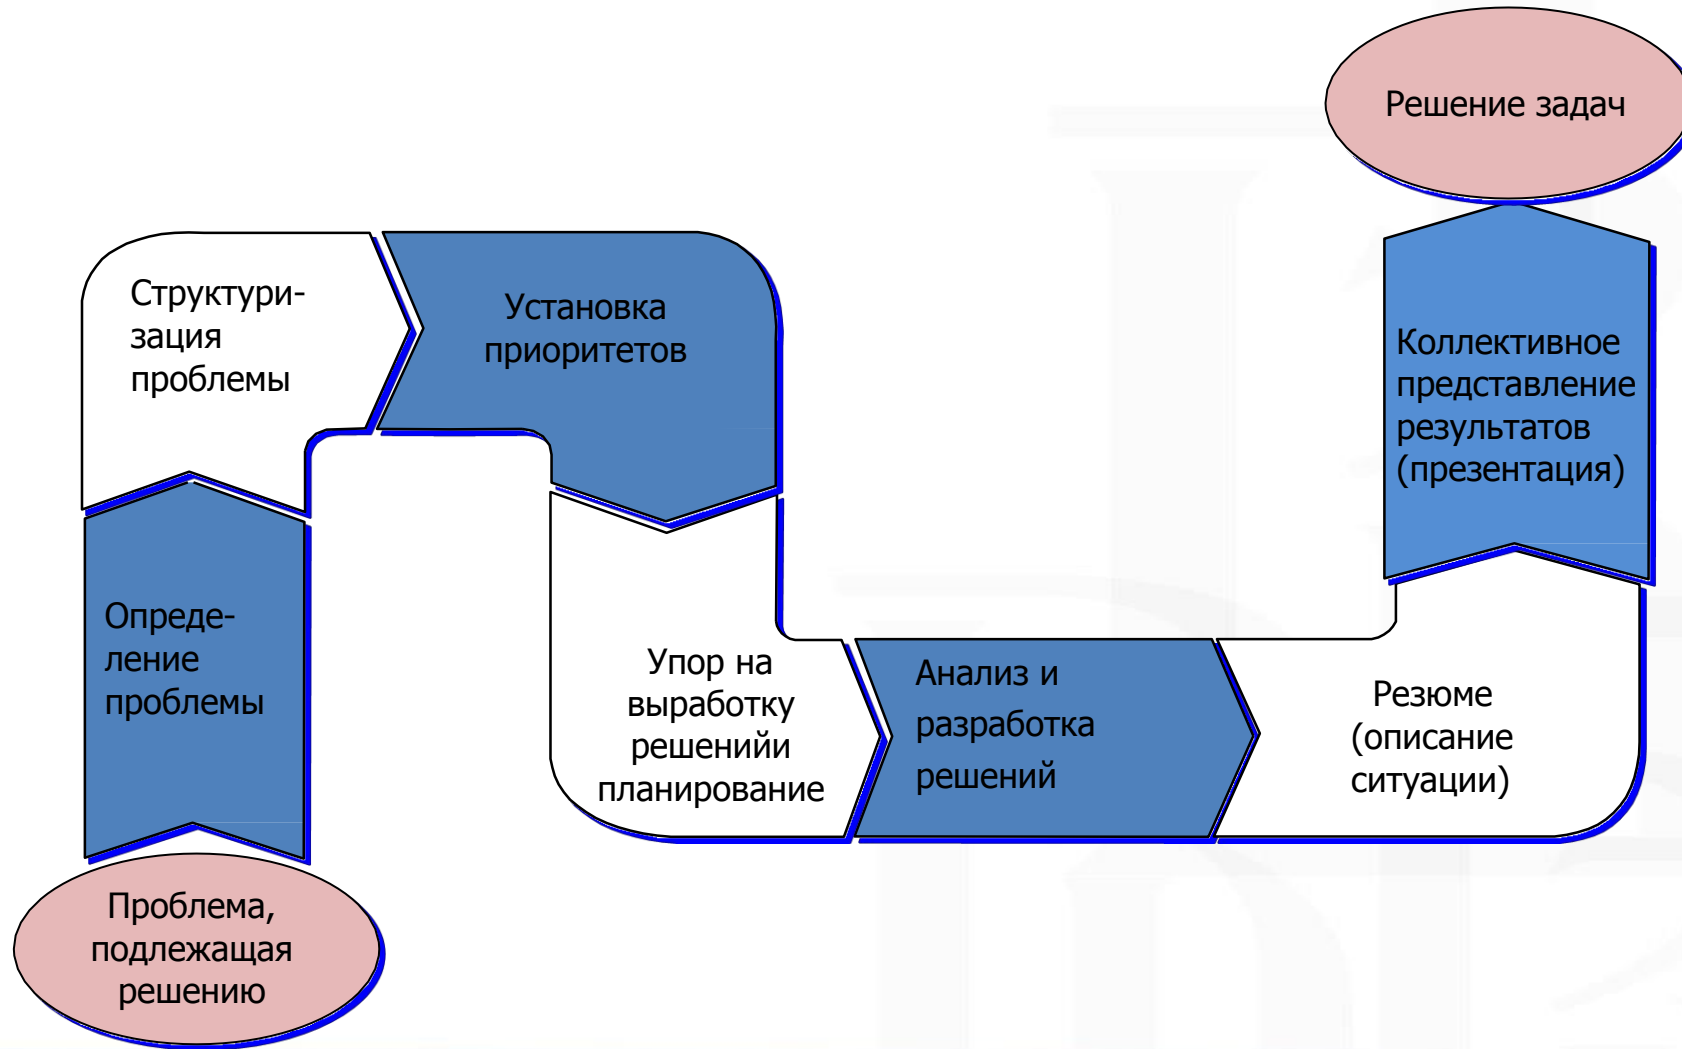 Решение задач
Структури-
зация
проблемы
Установка
приоритетов
Коллективное
представление
результатов
(презентация)
Опреде-
ление
проблемы
Упор на
выработку
решенийи
планирование
Анализ и
разработка
решений
Резюме
(описание
ситуации)
Проблема,
подлежащая
решению